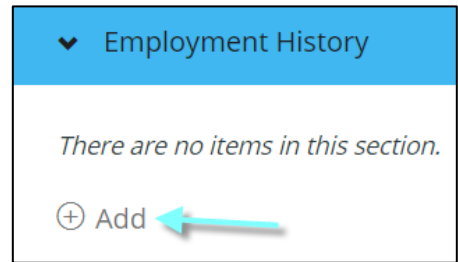 Employment History
There are no items in this section.
Add